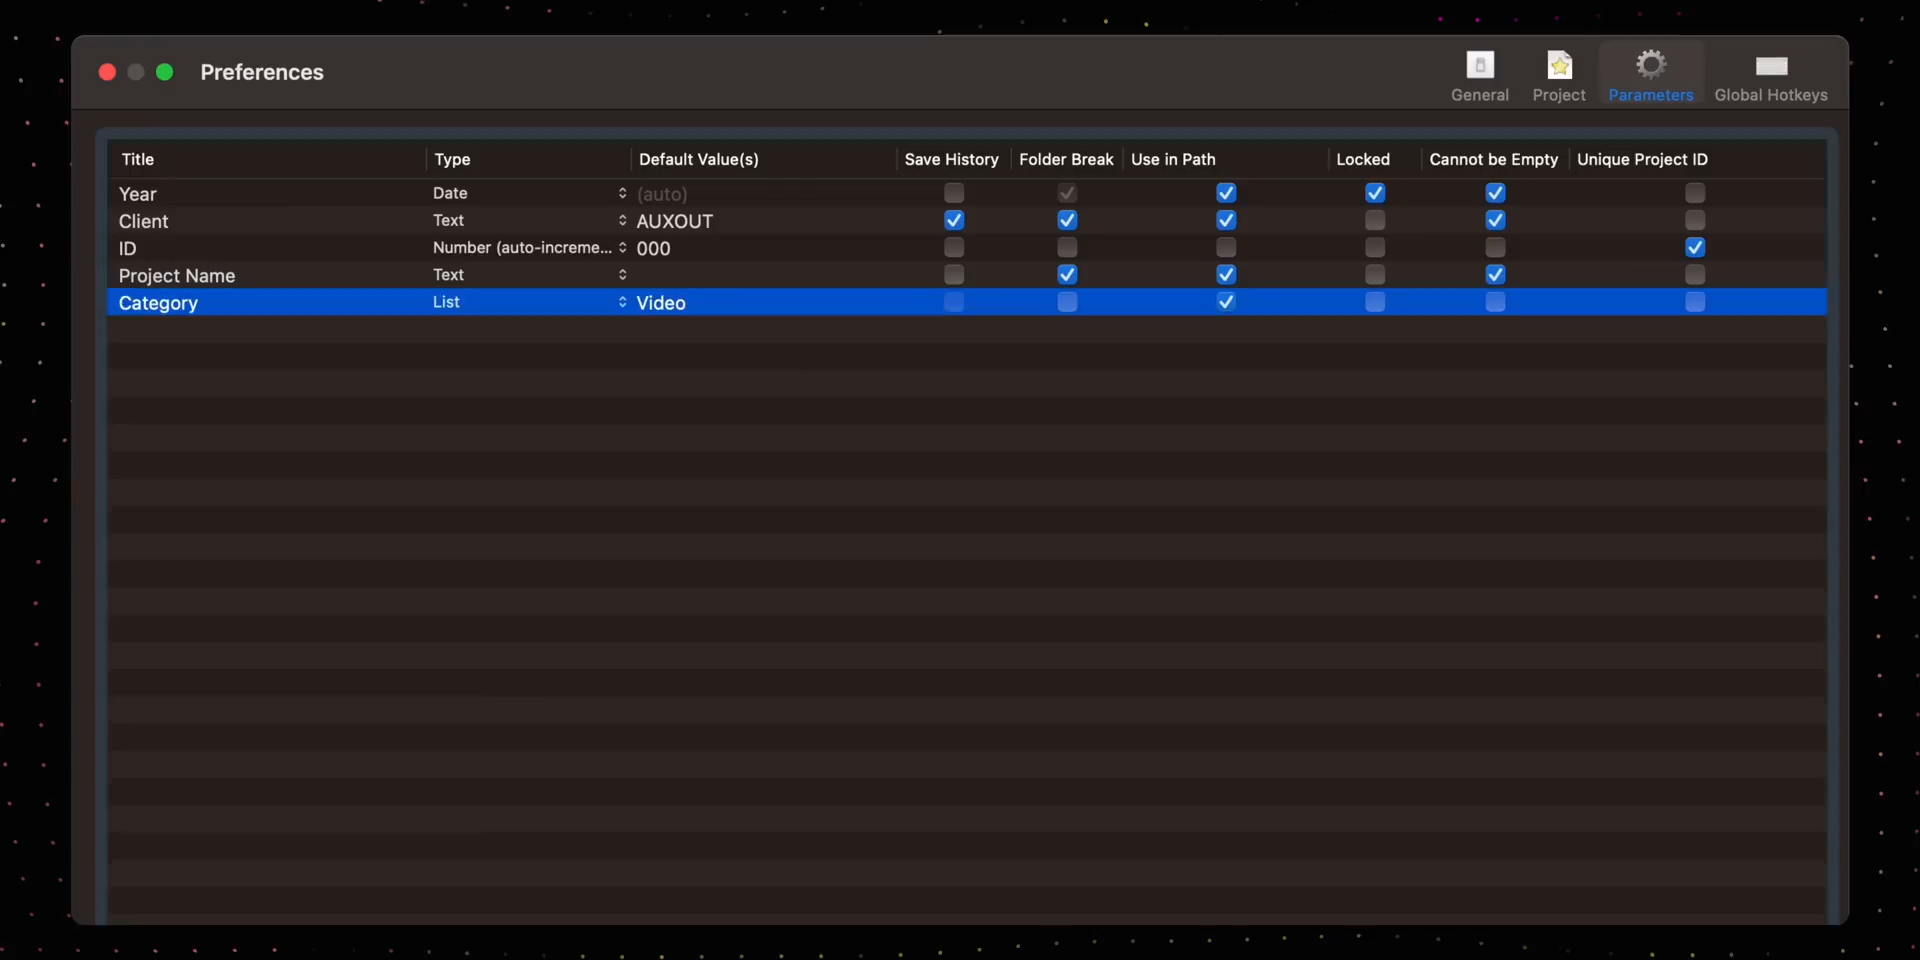 Preferences
General Project Parameters Global Hotkeys
Title Type Default Value(s) Save History Folder Break Use in Path Locked Cannot be Empty Unique Project ID
Year Date (auto)
Client Text AUXOUT
ID Number (auto-increme... 000
Project Name Text
Category List Video